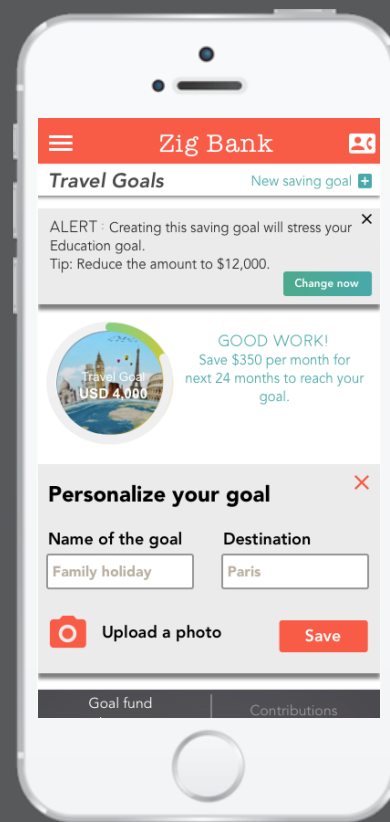 Zig Bank
Travel Goals
New saving goal
ALERT : Creating this saving goal will stress your
Education goal.
Tip: Reduce the amount to $12,000.
Change now
Travel Goal
USD 4,000
GOOD WORK!
Save $350 per month for
next 24 months to reach your
goal.
Personalize your goal
Name of the goal
Destination
Family holiday
Paris
Upload a photo
Save
Goal fund
Contributions